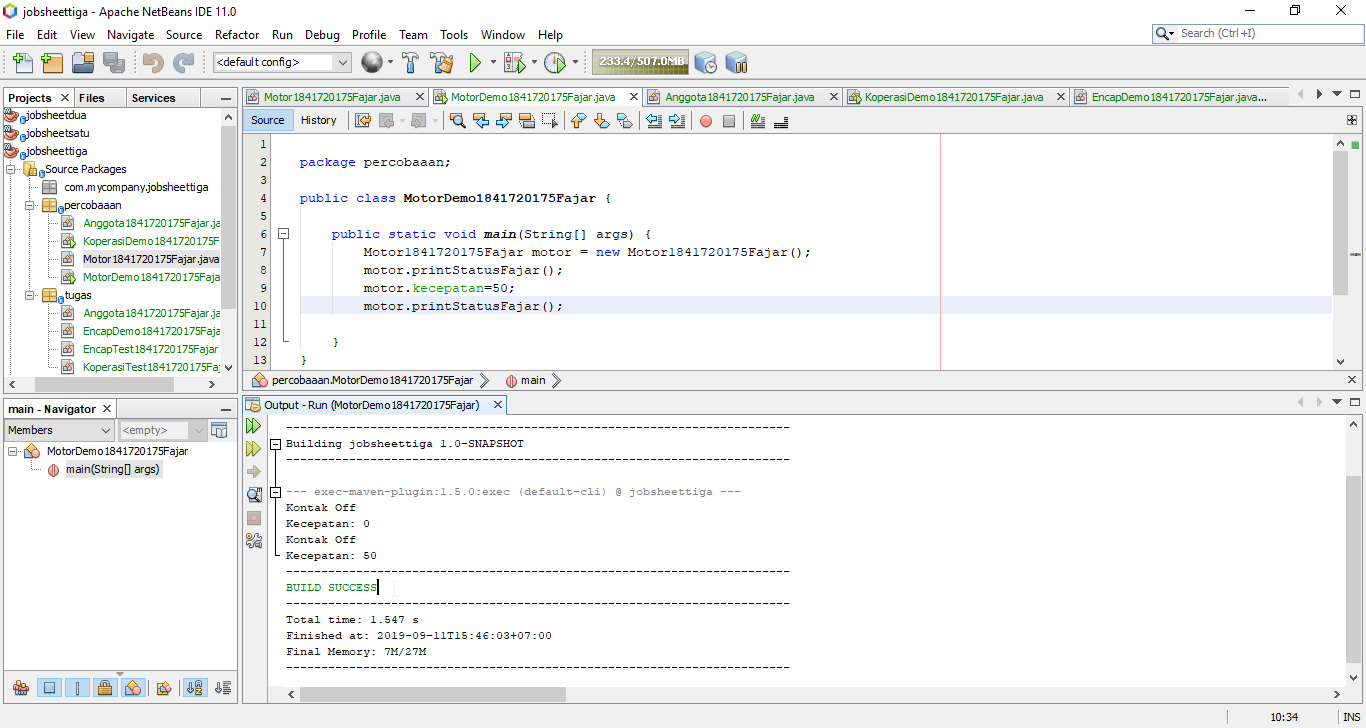 jobsheettiga - Apache NetBeans IDE 11.0
File Edit View Navigate Source Refactor Run Debug Profile Team Tools Window Help
Search (Ctrl+I)
<default config>
233.4/507.0MB
Projects Files Services
jobsheetdua
jobsheetsatu
jobsheettiga
Source Packages
com.mycompany.jobsheettiga
percobaaan
Anggota1841720175Fajar.ja
KoperasiDemo1841720175F
Motor1841720175Fajar.java
MotorDemo1841720175Faja
tugas
Anggota1841720175Fajar.ja
EncapDemo1841720175Faja
EncapTest1841720175Fajar
KoperasiTest1841720175Faj
main - Navigator
Members
<empty>
MotorDemo1841720175Fajar
main(String[] args)
Motor1841720175Fajar.java
MotorDemo1841720175Fajar.java
Anggota1841720175Fajar.java
KoperasiDemo1841720175Fajar.java
EncapDemo1841720175Fajar.java...
Source History
1
2 package percobaaan;
3
4 public class MotorDemo1841720175Fajar {
5
6 public static void main(String[] args) {
7 Motor1841720175Fajar motor = new Motor1841720175Fajar();
8 motor.printStatusFajar();
9 motor.kecepatan=50;
10 motor.printStatusFajar();
11
12 }
13 }
percobaaan.MotorDemo1841720175Fajar main
Output - Run (MotorDemo1841720175Fajar)
------------------------------------------------------------------------
Building jobsheettiga 1.0-SNAPSHOT
------------------------------------------------------------------------
--- exec-maven-plugin:1.5.0:exec (default-cli) @ jobsheettiga ---
Kontak Off
Kecepatan: 0
Kontak Off
Kecepatan: 50
------------------------------------------------------------------------
BUILD SUCCESS
------------------------------------------------------------------------
Total time: 1.547 s
Finished at: 2019-09-11T15:46:03+07:00
Final Memory: 7M/27M
------------------------------------------------------------------------
10:34 INS